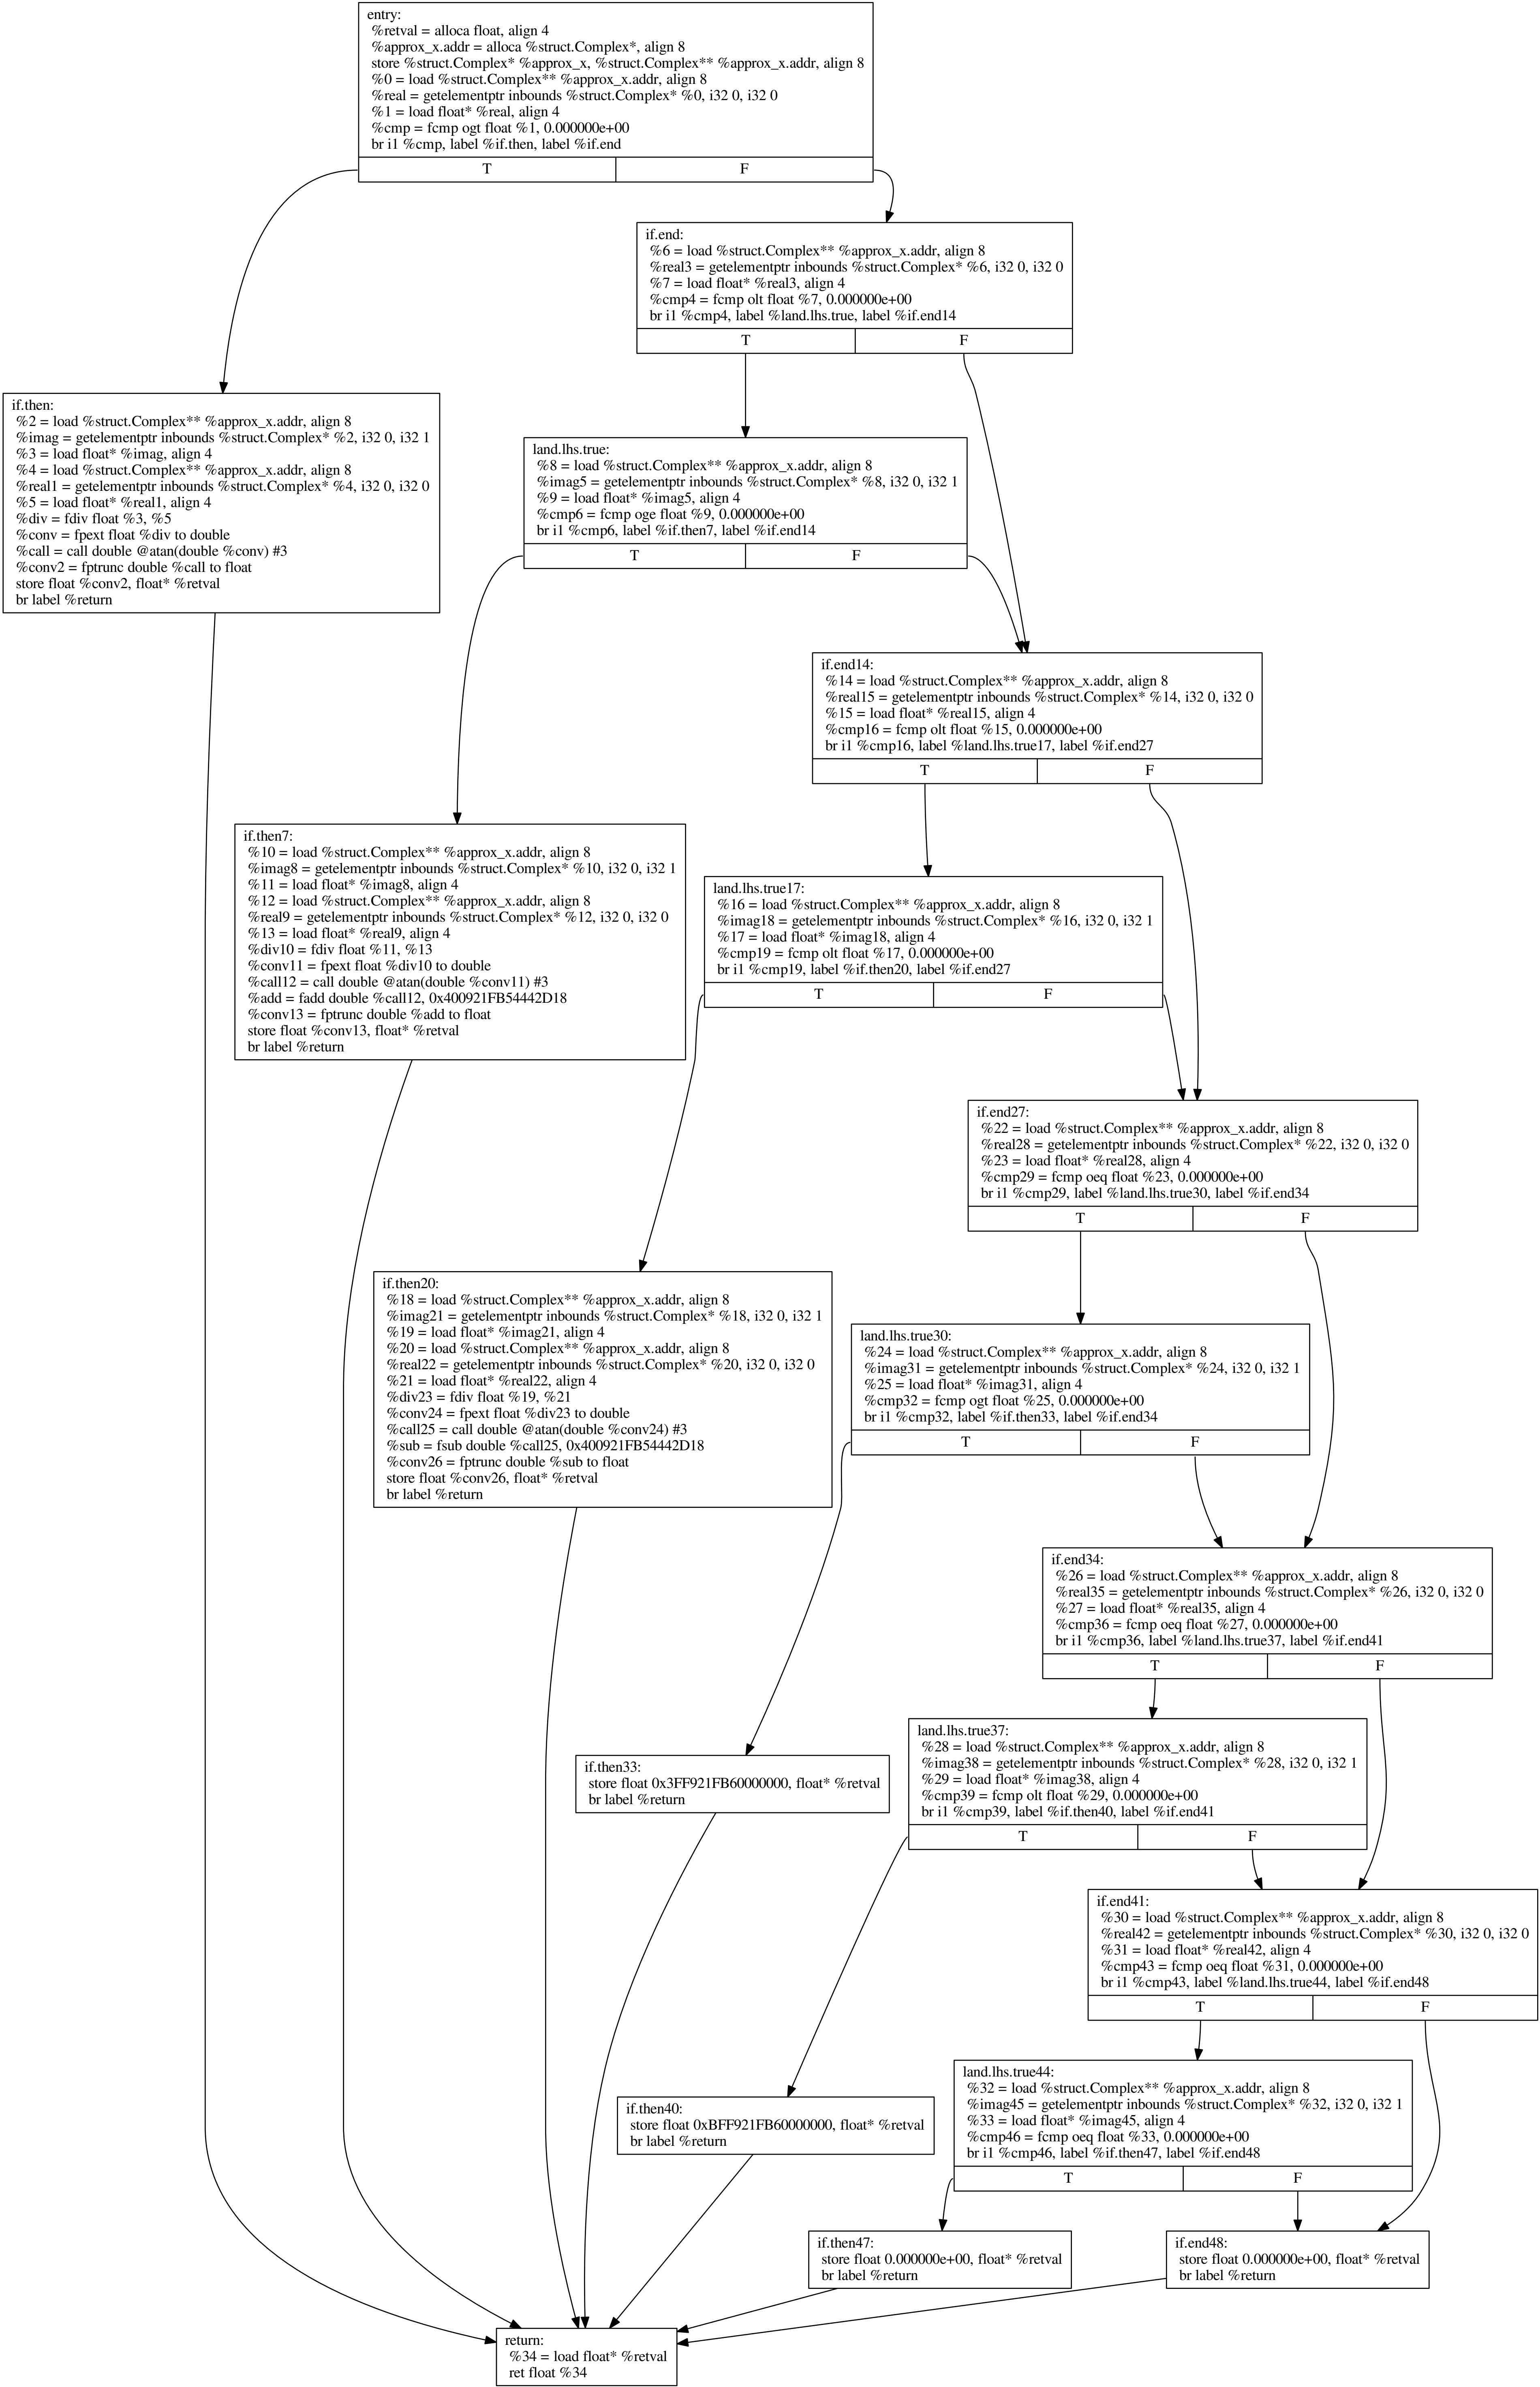 entry:
%retval = alloca float, align 4
%approx_x.addr = alloca %struct.Complex*, align 8
store %struct.Complex* %approx_x, %struct.Complex** %approx_x.addr, align 8
%0 = load %struct.Complex** %approx_x.addr, align 8
%real = getelementptr inbounds %struct.Complex* %0, i32 0, i32 0
%1 = load float* %real, align 4
%cmp = fcmp ogt float %1, 0.000000e+00
br i1 %cmp, label %if.then, label %if.end
T F
if.end:
%6 = load %struct.Complex** %approx_x.addr, align 8
%real3 = getelementptr inbounds %struct.Complex* %6, i32 0, i32 0
%7 = load float* %real3, align 4
%cmp4 = fcmp olt float %7, 0.000000e+00
br i1 %cmp4, label %land.lhs.true, label %if.end14
T F
if.then:
%2 = load %struct.Complex** %approx_x.addr, align 8
%imag = getelementptr inbounds %struct.Complex* %2, i32 0, i32 1
%3 = load float* %imag, align 4
%4 = load %struct.Complex** %approx_x.addr, align 8
%real1 = getelementptr inbounds %struct.Complex* %4, i32 0, i32 0
%5 = load float* %real1, align 4
%div = fdiv float %3, %5
%conv = fpext float %div to double
%call = call double @atan(double %conv) #3
%conv2 = fptrunc double %call to float
store float %conv2, float* %retval
br label %return
land.lhs.true:
%8 = load %struct.Complex** %approx_x.addr, align 8
%imag5 = getelementptr inbounds %struct.Complex* %8, i32 0, i32 1
%9 = load float* %imag5, align 4
%cmp6 = fcmp oge float %9, 0.000000e+00
br i1 %cmp6, label %if.then7, label %if.end14
T F
if.end14:
%14 = load %struct.Complex** %approx_x.addr, align 8
%real15 = getelementptr inbounds %struct.Complex* %14, i32 0, i32 0
%15 = load float* %real15, align 4
%cmp16 = fcmp olt float %15, 0.000000e+00
br i1 %cmp16, label %land.lhs.true17, label %if.end27
T F
if.then7:
%10 = load %struct.Complex** %approx_x.addr, align 8
%imag8 = getelementptr inbounds %struct.Complex* %10, i32 0, i32 1
%11 = load float* %imag8, align 4
%12 = load %struct.Complex** %approx_x.addr, align 8
%real9 = getelementptr inbounds %struct.Complex* %12, i32 0, i32 0
%13 = load float* %real9, align 4
%div10 = fdiv float %11, %13
%conv11 = fpext float %div10 to double
%call12 = call double @atan(double %conv11) #3
%add = fadd double %call12, 0x400921FB54442D18
%conv13 = fptrunc double %add to float
store float %conv13, float* %retval
br label %return
land.lhs.true17:
%16 = load %struct.Complex** %approx_x.addr, align 8
%imag18 = getelementptr inbounds %struct.Complex* %16, i32 0, i32 1
%17 = load float* %imag18, align 4
%cmp19 = fcmp olt float %17, 0.000000e+00
br i1 %cmp19, label %if.then20, label %if.end27
T F
if.end27:
%22 = load %struct.Complex** %approx_x.addr, align 8
%real28 = getelementptr inbounds %struct.Complex* %22, i32 0, i32 0
%23 = load float* %real28, align 4
%cmp29 = fcmp oeq float %23, 0.000000e+00
br i1 %cmp29, label %land.lhs.true30, label %if.end34
T F
if.then20:
%18 = load %struct.Complex** %approx_x.addr, align 8
%imag21 = getelementptr inbounds %struct.Complex* %18, i32 0, i32 1
%19 = load float* %imag21, align 4
%20 = load %struct.Complex** %approx_x.addr, align 8
%real22 = getelementptr inbounds %struct.Complex* %20, i32 0, i32 0
%21 = load float* %real22, align 4
%div23 = fdiv float %19, %21
%conv24 = fpext float %div23 to double
%call25 = call double @atan(double %conv24) #3
%sub = fsub double %call25, 0x400921FB54442D18
%conv26 = fptrunc double %sub to float
store float %conv26, float* %retval
br label %return
land.lhs.true30:
%24 = load %struct.Complex** %approx_x.addr, align 8
%imag31 = getelementptr inbounds %struct.Complex* %24, i32 0, i32 1
%25 = load float* %imag31, align 4
%cmp32 = fcmp ogt float %25, 0.000000e+00
br i1 %cmp32, label %if.then33, label %if.end34
T F
if.end34:
%26 = load %struct.Complex** %approx_x.addr, align 8
%real35 = getelementptr inbounds %struct.Complex* %26, i32 0, i32 0
%27 = load float* %real35, align 4
%cmp36 = fcmp oeq float %27, 0.000000e+00
br i1 %cmp36, label %land.lhs.true37, label %if.end41
T F
land.lhs.true37:
%28 = load %struct.Complex** %approx_x.addr, align 8
%imag38 = getelementptr inbounds %struct.Complex* %28, i32 0, i32 1
%29 = load float* %imag38, align 4
%cmp39 = fcmp olt float %29, 0.000000e+00
br i1 %cmp39, label %if.then40, label %if.end41
T F
if.then33:
store float 0x3FF921FB60000000, float* %retval
br label %return
if.end41:
%30 = load %struct.Complex** %approx_x.addr, align 8
%real42 = getelementptr inbounds %struct.Complex* %30, i32 0, i32 0
%31 = load float* %real42, align 4
%cmp43 = fcmp oeq float %31, 0.000000e+00
br i1 %cmp43, label %land.lhs.true44, label %if.end48
T F
land.lhs.true44:
%32 = load %struct.Complex** %approx_x.addr, align 8
%imag45 = getelementptr inbounds %struct.Complex* %32, i32 0, i32 1
%33 = load float* %imag45, align 4
%cmp46 = fcmp oeq float %33, 0.000000e+00
br i1 %cmp46, label %if.then47, label %if.end48
T F
if.then40:
store float 0xBFF921FB60000000, float* %retval
br label %return
if.then47:
store float 0.000000e+00, float* %retval
br label %return
if.end48:
store float 0.000000e+00, float* %retval
br label %return
return:
%34 = load float* %retval
ret float %34